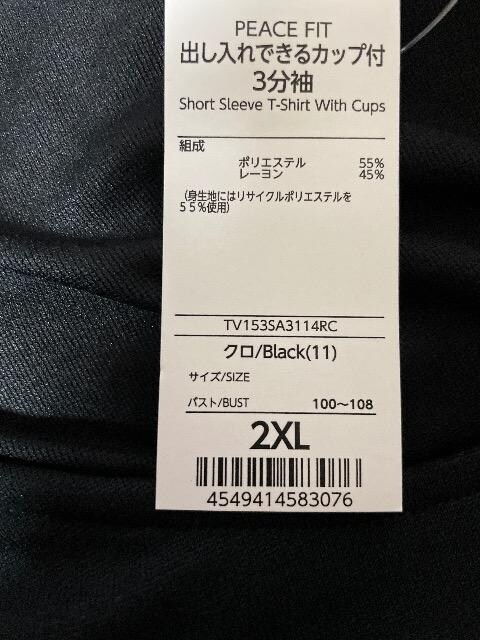 PEACE FIT
出し入れできるカップ付
3分袖
Short Sleeve T-Shirt With Cups
組成
ポリエステル 55%
レーヨン 45%
（身生地にはリサイクルポリエステルを
５５%使用）
TV153SA3114RC
クロ/Black(11)
サイズ/SIZE
バスト/BUST 100～108
2XL
4549414583076